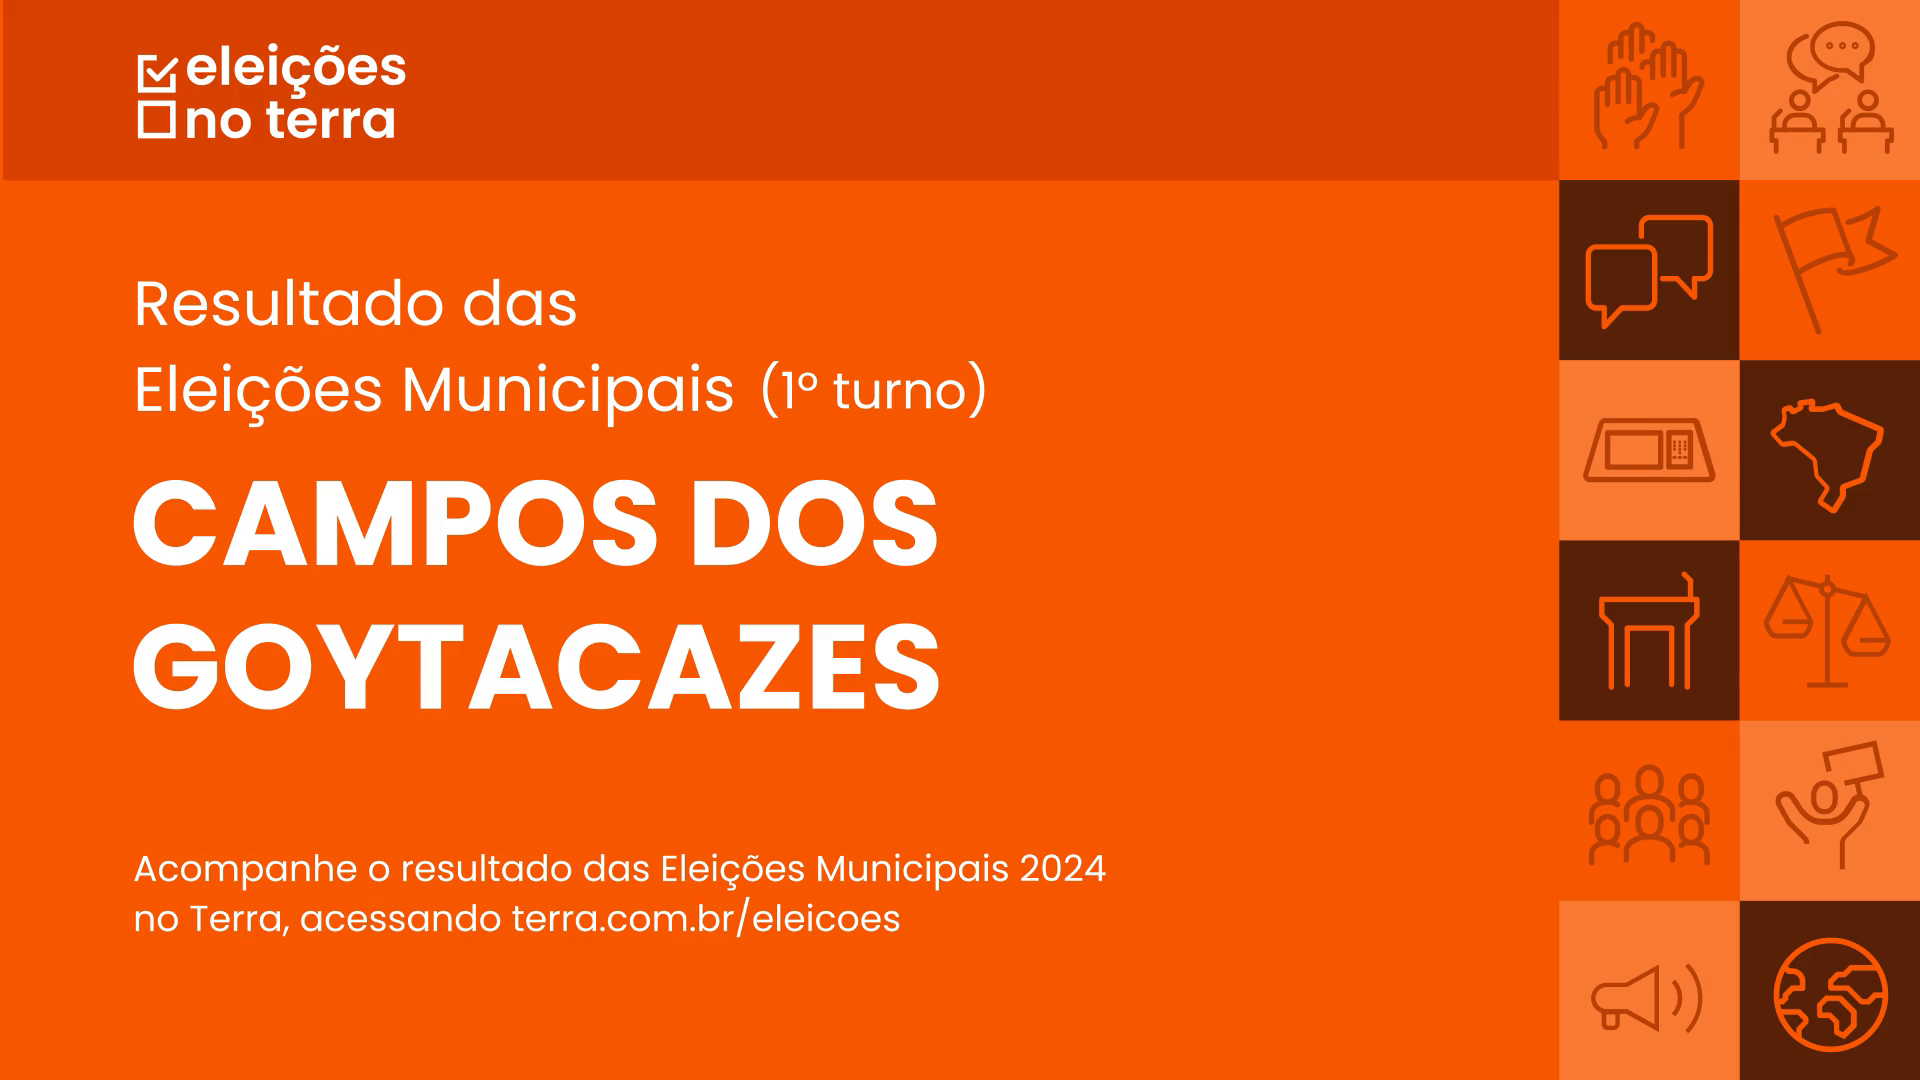 eleições
no terra
Resultado das
Eleições Municipais (1º turno)
CAMPOS DOS
GOYTACAZES
Acompanhe o resultado das Eleições Municipais 2024
no Terra, acessando terra.com.br/eleicoes